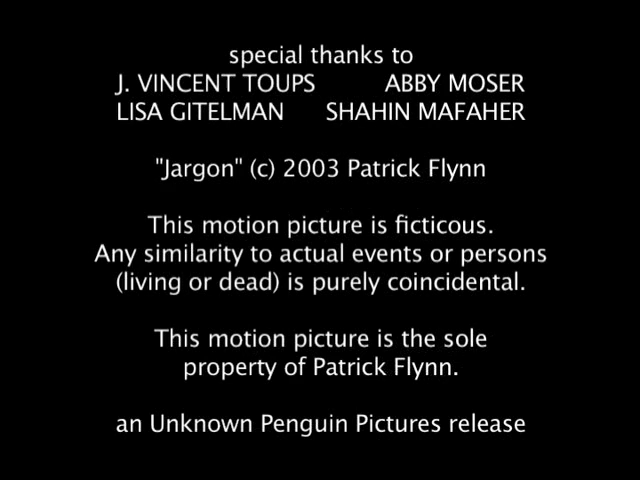 special thanks to
J. VINCENT TOUPS ABBY MOSER
LISA GITELMAN SHAHIN MAFAHER
"Jargon" (c) 2003 Patrick Flynn
This motion picture is ficticous.
Any similarity to actual events or persons
(living or dead) is purely coincidental.
This motion picture is the sole
property of Patrick Flynn.
an Unknown Penguin Pictures release